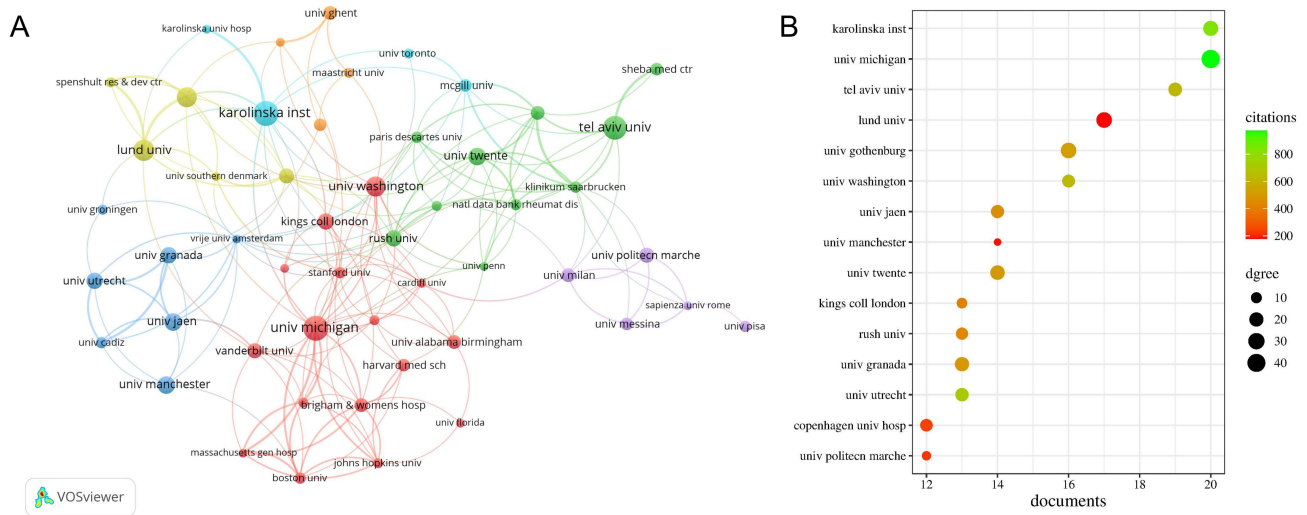 A
karolinska univ hosp
univ ghent
univ toronto
maastricht univ
sheba med ctr
spenshult res & dev ctr
mcgill univ
karolinska inst
tel aviv univ
paris descartes univ
lund univ
univ twente
univ southern denmark
univ washington
klinikum saarbrucken
natl data bank rheumat dis
univ groningen
kings coll london
vrije univ amsterdam
rush univ
univ granada
univ politecn marche
univ penn
stanford univ
univ milan
univ utrecht
cardiff univ
sapienza univ rome
univ jaen
univ messina
univ pisa
univ michigan
univ cadiz
univ alabama birmingham
vanderbilt univ
harvard med sch
univ manchester
brigham & womens hosp
univ florida
massachusetts gen hosp
johns hopkins univ
boston univ
VOSviewer
B
karolinska inst
univ michigan
tel aviv univ
lund univ
univ gothenburg
univ washington
univ jaen
univ manchester
univ twente
kings coll london
rush univ
univ granada
univ utrecht
copenhagen univ hosp
univ politecn marche
12 14 16 18 20
documents
citations
800
600
400
200
dgree
10
20
30
40